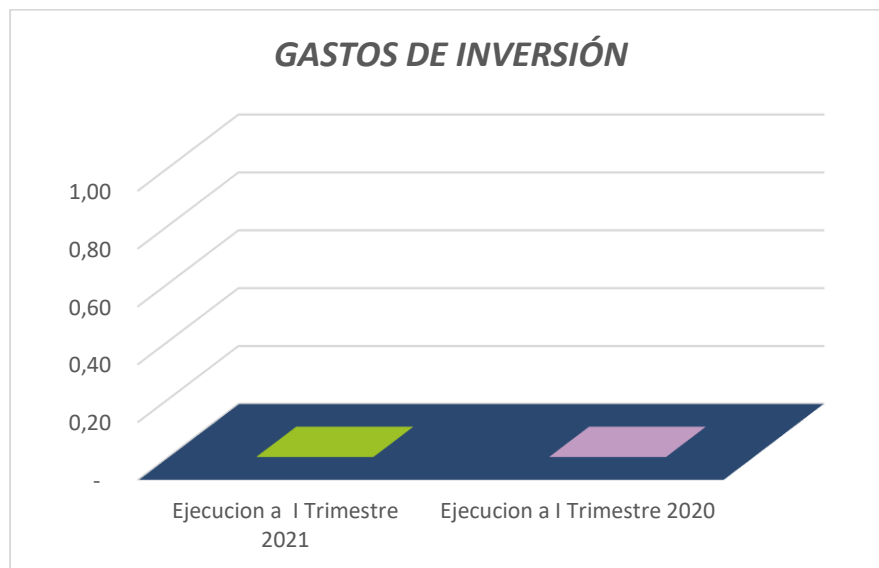 GASTOS DE INVERSIÓN
1,00
0,80
0,60
0,40
0,20
-
Ejecucion a  I Trimestre
2021
Ejecucion a I Trimestre 2020